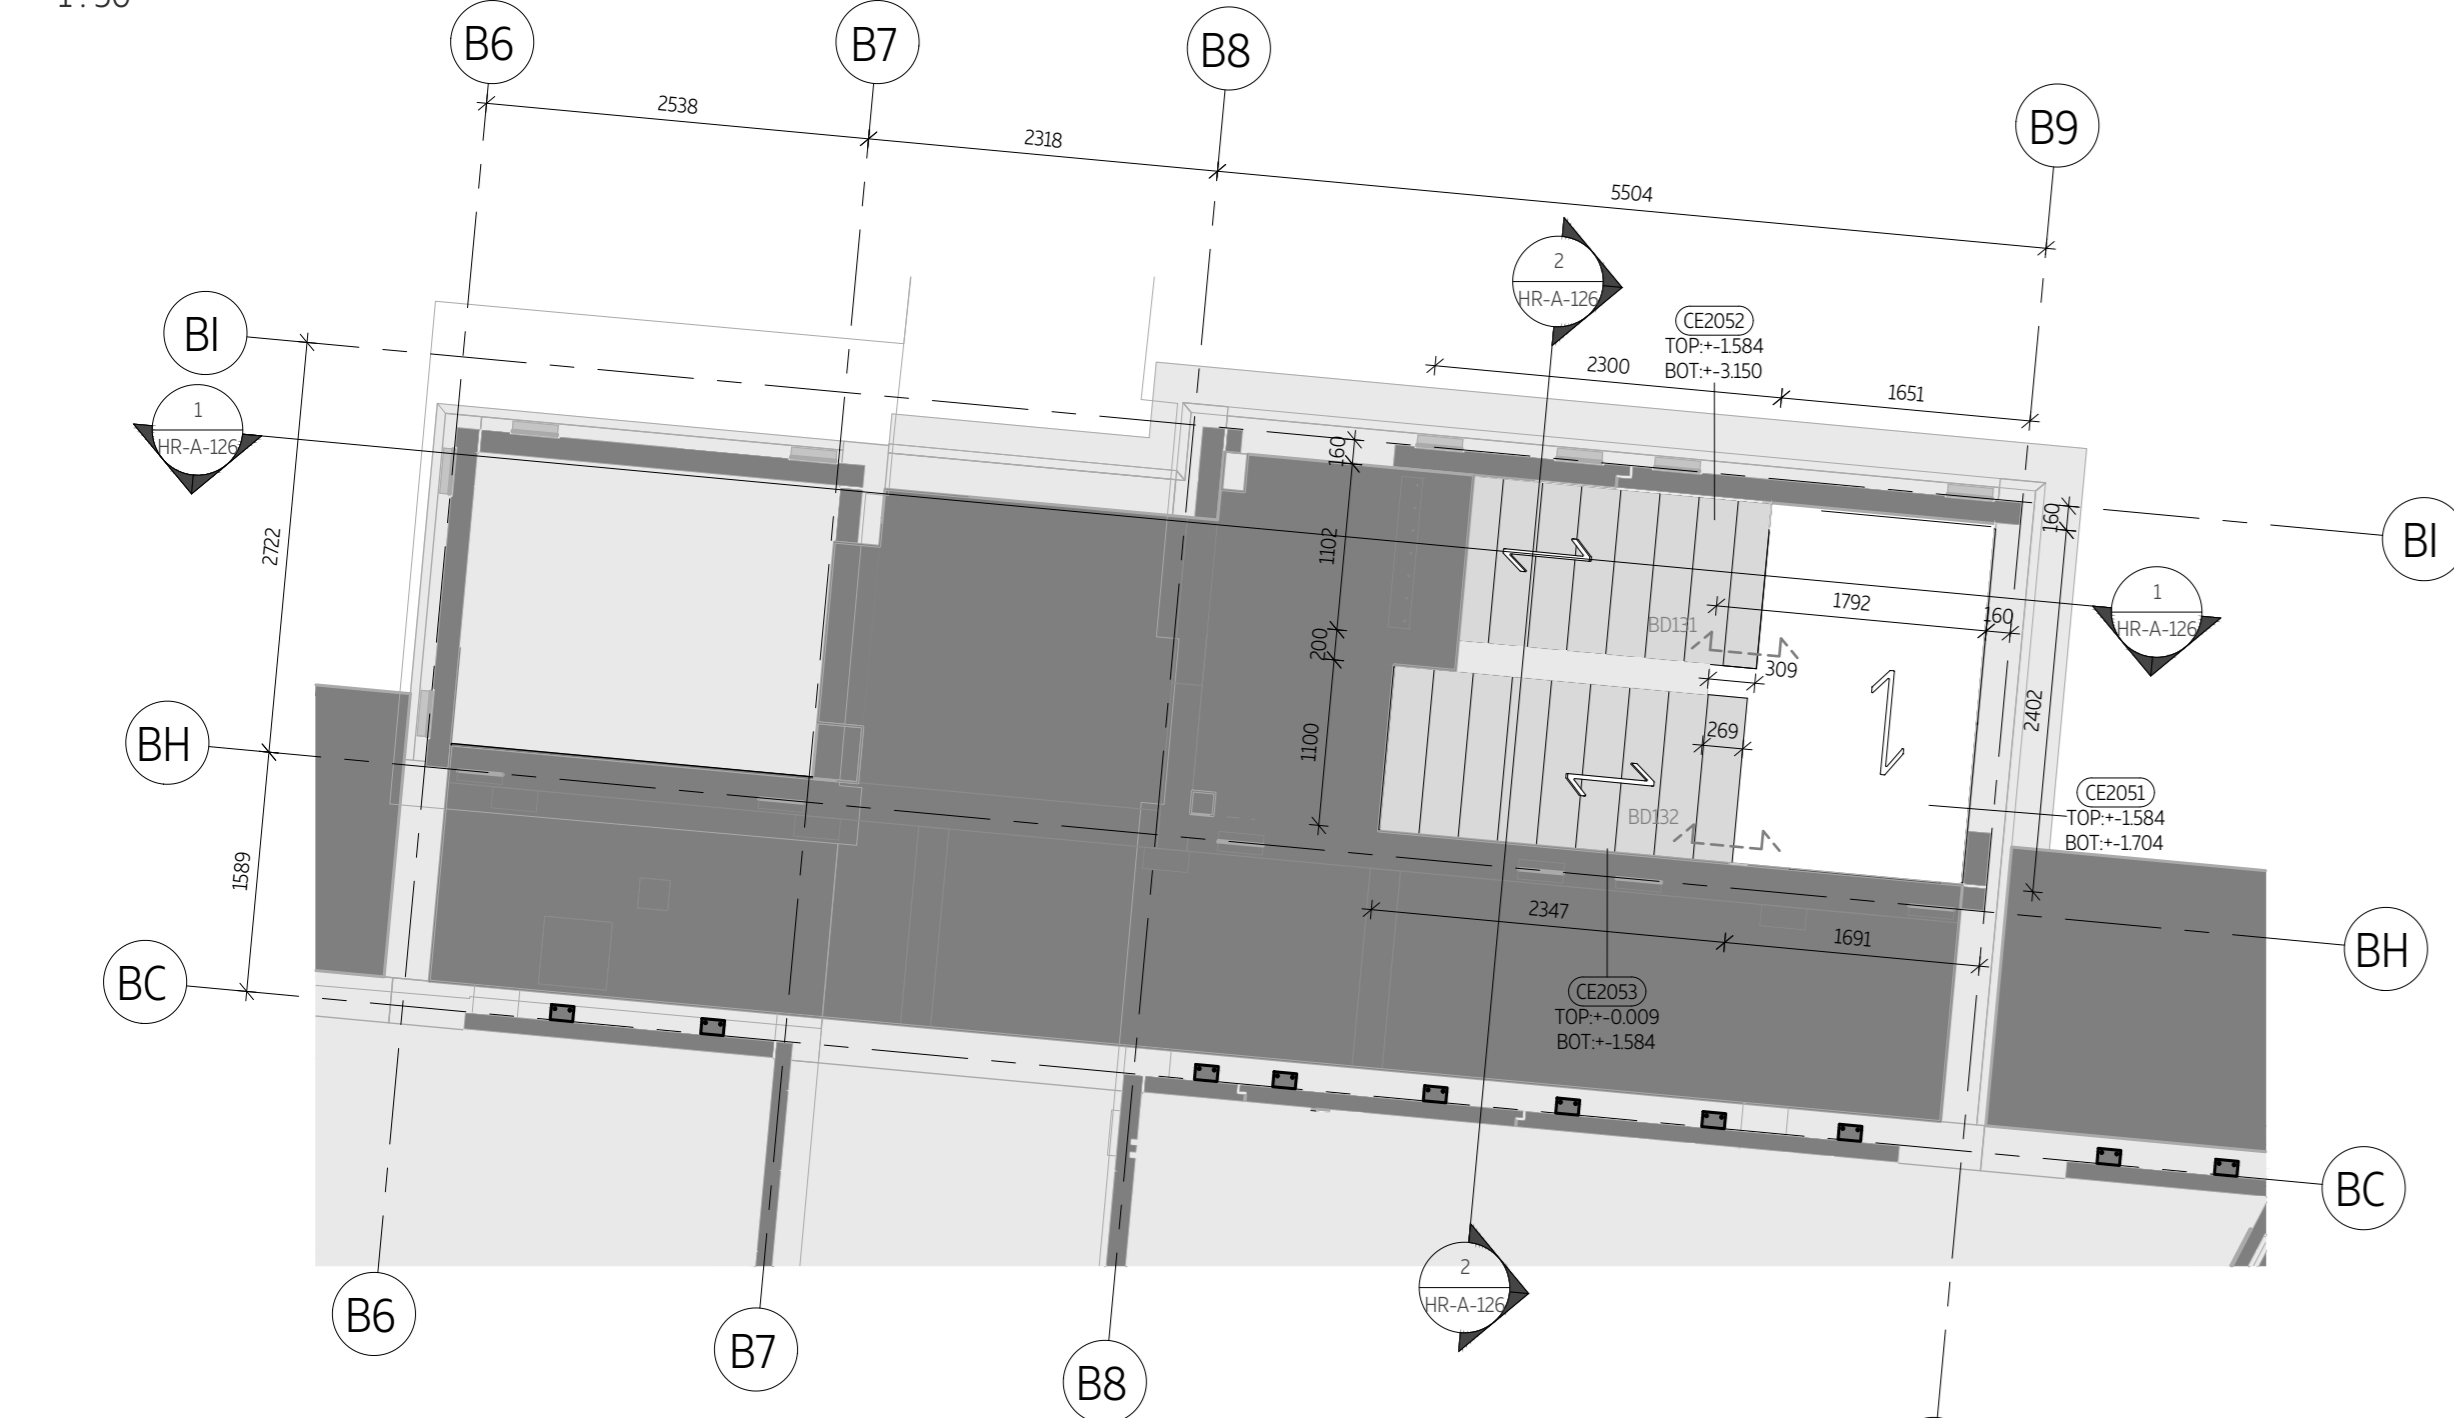 B6
B7
B8
B9
2538
2318
5504
2
HR-A-126
CE2052
TOP:+-1.584
BOT:+-3.150
BI
2300
1651
1
HR-A-126
160
160
BI
2722
1102
1792
160
1
HR-A-126
BD131
200
309
2402
BH
1100
269
CE2051
TOP:+-1.584
BOT:+-1.704
BD132
1589
2347
1691
BH
BC
CE2053
TOP:+-0.009
BOT:+-1.584
BC
2
HR-A-126
B6
B7
B8